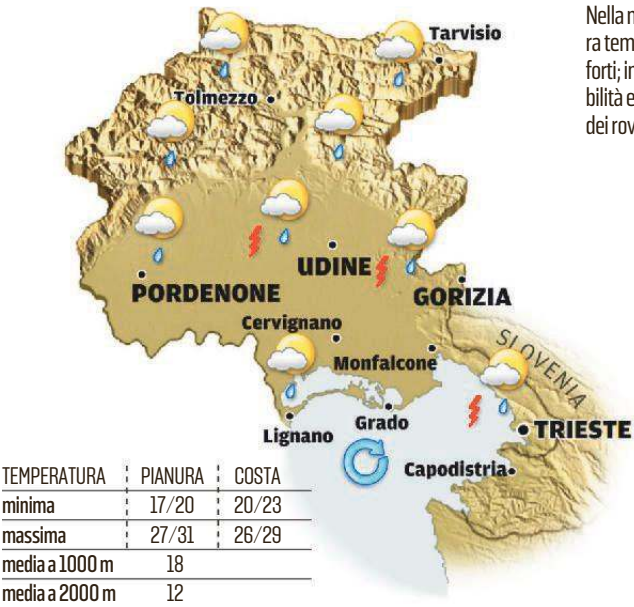 Nella n
ra tem
forti; in
bilità e
dei rov
Tarvisio
Tolmezzo
UDINE
PORDENONE
GORIZIA
Cervignano
SLOVENIA
Monfalcone
Lignano
Grado
TRIESTE
Capodistria
TEMPERATURA PIANURA COSTA
minima 17/20 20/23
massima 27/31 26/29
media a 1000 m 18
media a 2000 m 12